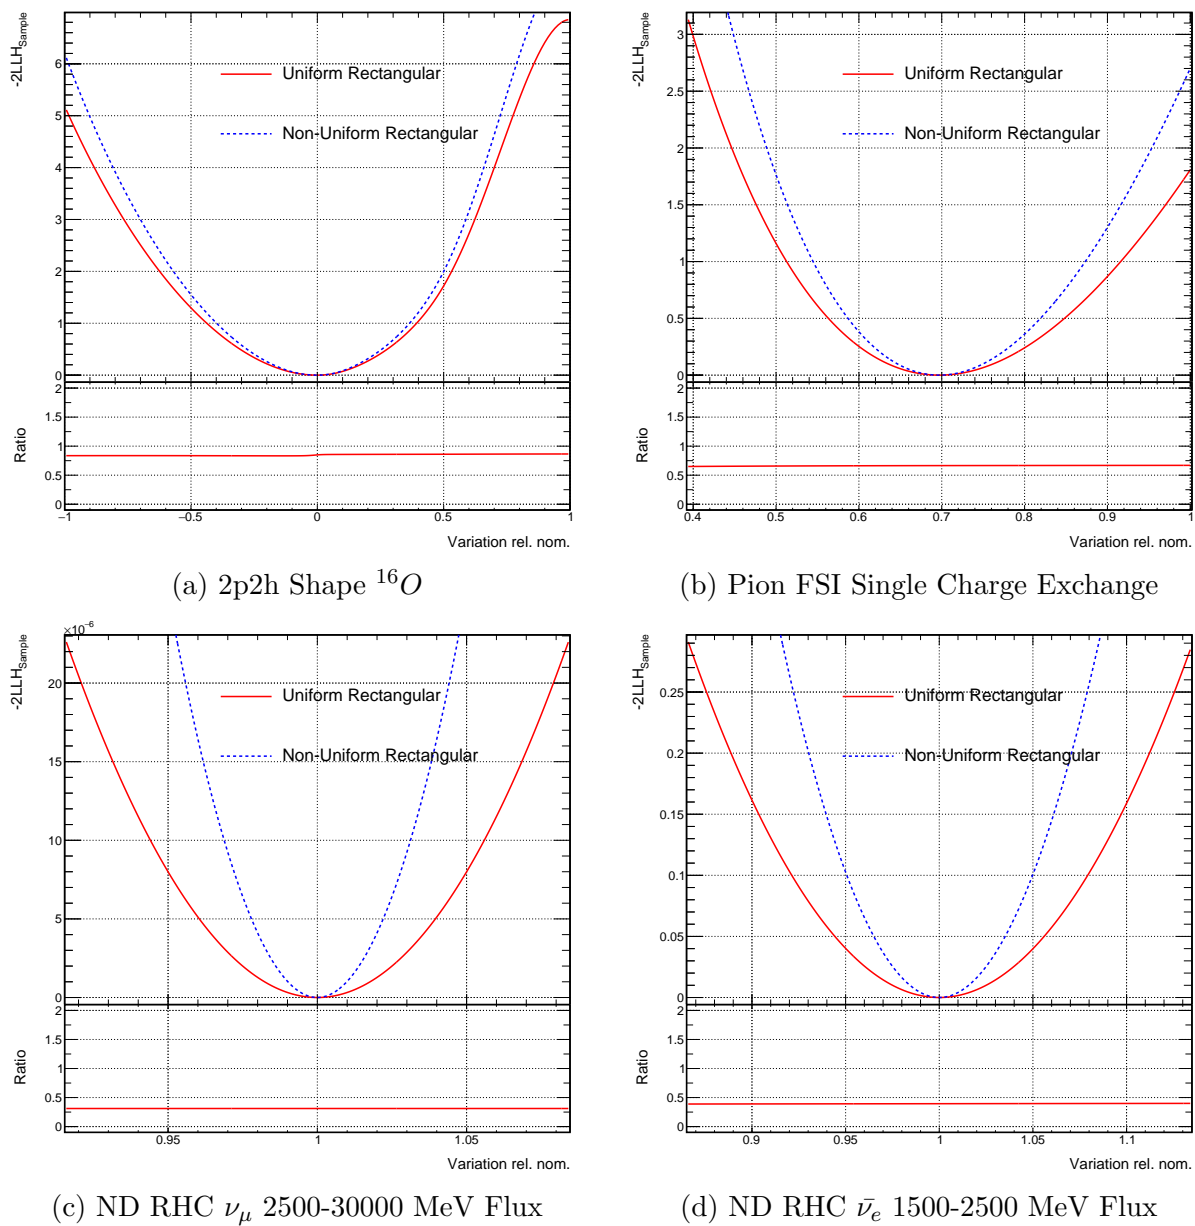 -2LLH_Sample
6
5
4
3
2
1
0
Uniform Rectangular
Non-Uniform Rectangular
Ratio
2
1.5
1
0.5
0
−1 −0.5 0 0.5 1
Variation rel. nom.
(a) 2p2h Shape ¹⁶O
-2LLH_Sample
3
2.5
2
1.5
1
0.5
0
Uniform Rectangular
Non-Uniform Rectangular
Ratio
2
1.5
1
0.5
0
0.4 0.5 0.6 0.7 0.8 0.9 1
Variation rel. nom.
(b) Pion FSI Single Charge Exchange
×10⁻⁶
-2LLH_Sample
20
15
10
5
0
Uniform Rectangular
Non-Uniform Rectangular
Ratio
2
1.5
1
0.5
0
0.95 1 1.05
Variation rel. nom.
(c) ND RHC ν_μ 2500-30000 MeV Flux
-2LLH_Sample
0.25
0.2
0.15
0.1
0.05
0
Uniform Rectangular
Non-Uniform Rectangular
Ratio
2
1.5
1
0.5
0
0.9 0.95 1 1.05 1.1
Variation rel. nom.
(d) ND RHC ν̄_e 1500-2500 MeV Flux